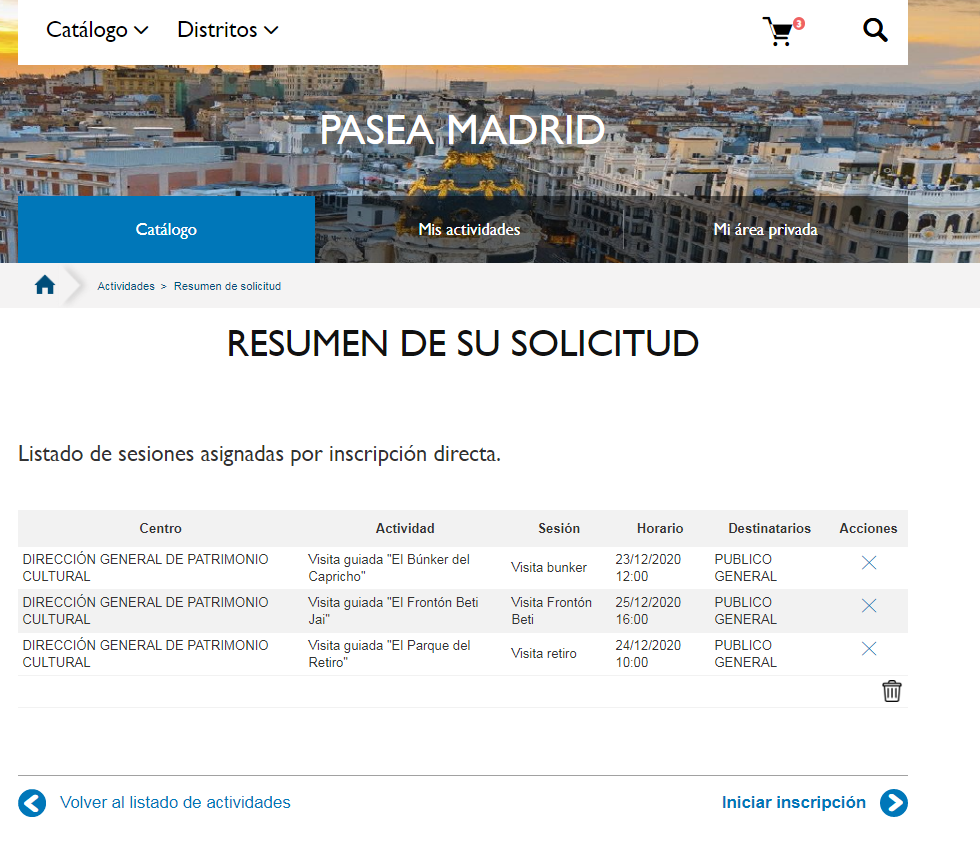 Catálogo Distritos 3
PASEA MADRID
Catálogo Mis actividades Mi área privada
Actividades > Resumen de solicitud
RESUMEN DE SU SOLICITUD
Listado de sesiones asignadas por inscripción directa.
Centro Actividad Sesión Horario Destinatarios Acciones
DIRECCIÓN GENERAL DE PATRIMONIO CULTURAL Visita guiada "El Búnker del Capricho" Visita bunker 23/12/2020 12:00 PUBLICO GENERAL
DIRECCIÓN GENERAL DE PATRIMONIO CULTURAL Visita guiada "El Frontón Beti Jai" Visita Frontón Beti 25/12/2020 16:00 PUBLICO GENERAL
DIRECCIÓN GENERAL DE PATRIMONIO CULTURAL Visita guiada "El Parque del Retiro" Visita retiro 24/12/2020 10:00 PUBLICO GENERAL
Volver al listado de actividades Iniciar inscripción